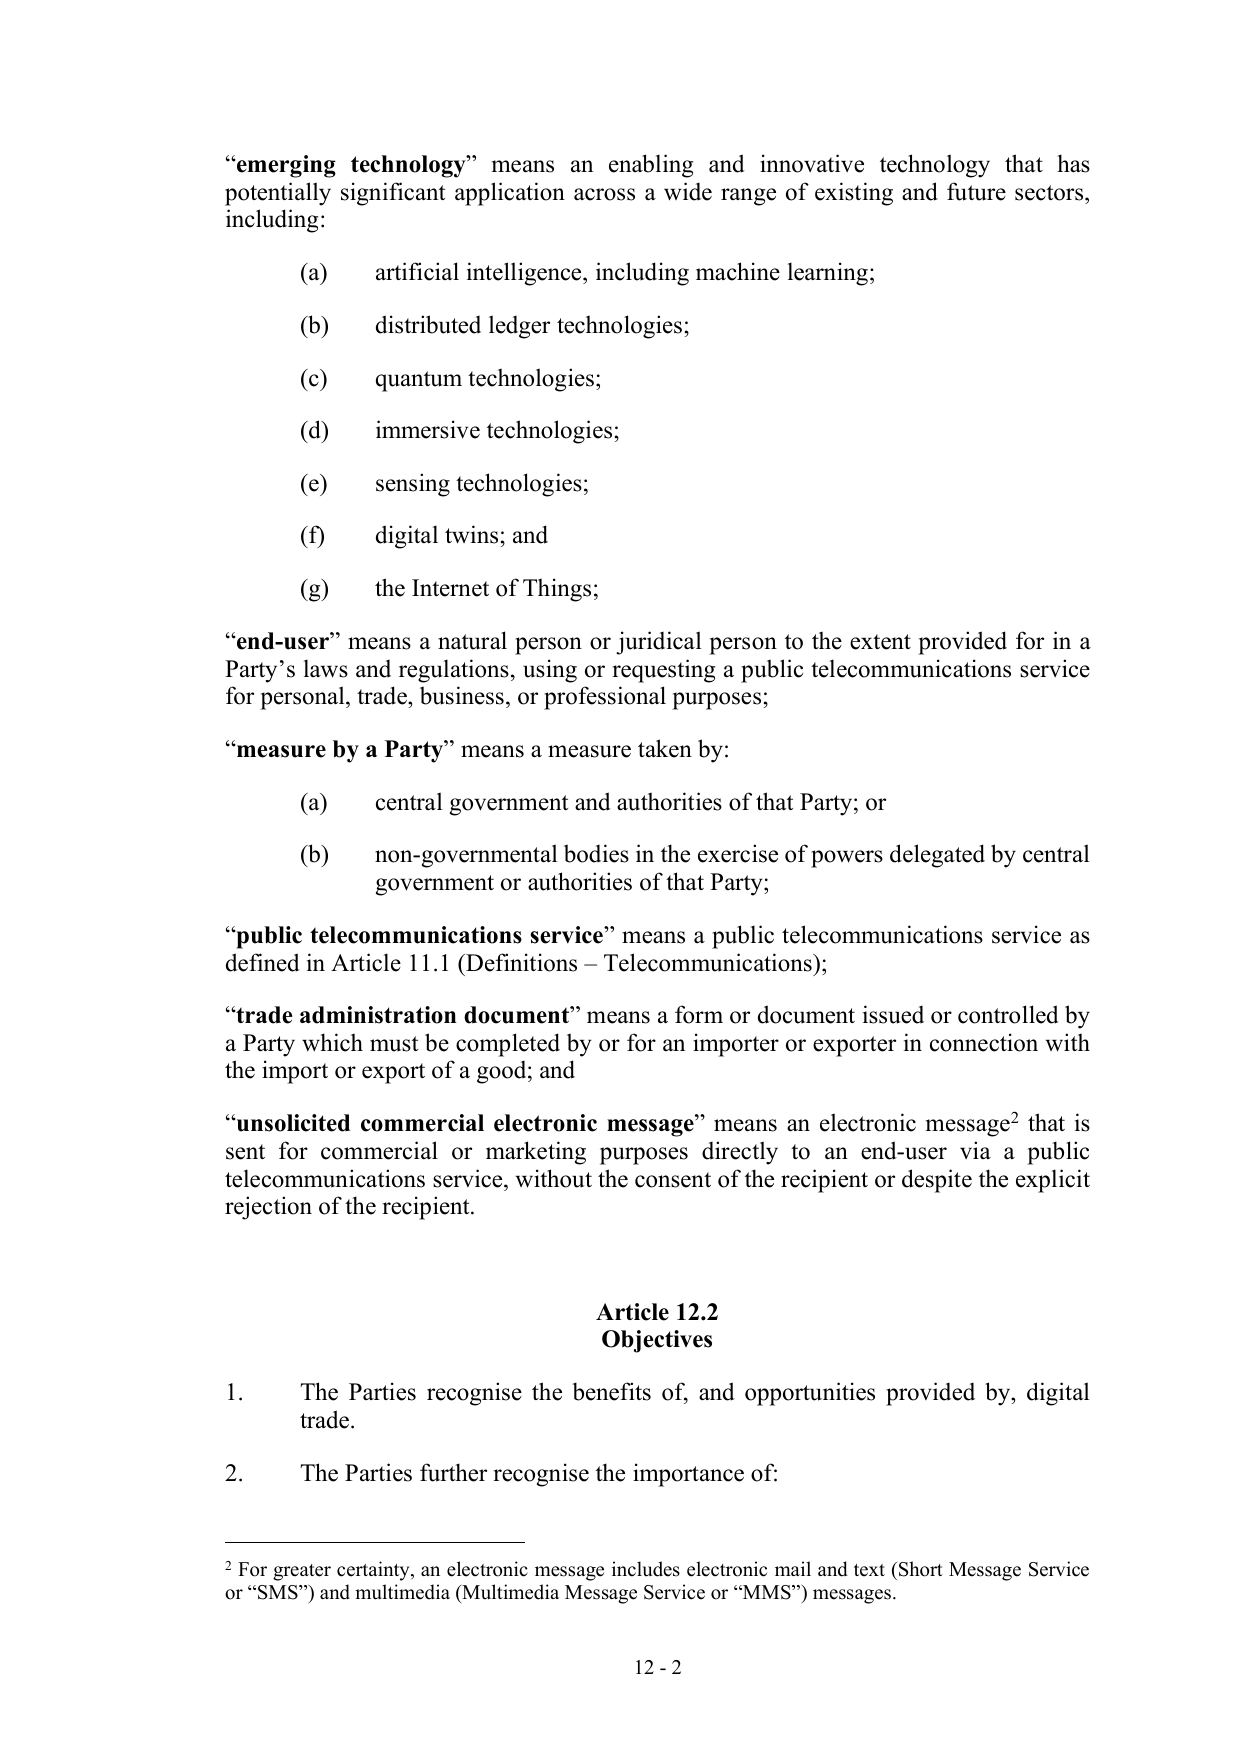 “emerging technology” means an enabling and innovative technology that has
potentially significant application across a wide range of existing and future sectors,
including:
(a) artificial intelligence, including machine learning;
(b) distributed ledger technologies;
(c) quantum technologies;
(d) immersive technologies;
(e) sensing technologies;
(f) digital twins; and
(g) the Internet of Things;
“end-user” means a natural person or juridical person to the extent provided for in a
Party’s laws and regulations, using or requesting a public telecommunications service
for personal, trade, business, or professional purposes;
“measure by a Party” means a measure taken by:
(a) central government and authorities of that Party; or
(b) non-governmental bodies in the exercise of powers delegated by central
government or authorities of that Party;
“public telecommunications service” means a public telecommunications service as
defined in Article 11.1 (Definitions – Telecommunications);
“trade administration document” means a form or document issued or controlled by
a Party which must be completed by or for an importer or exporter in connection with
the import or export of a good; and
“unsolicited commercial electronic message” means an electronic message² that is
sent for commercial or marketing purposes directly to an end-user via a public
telecommunications service, without the consent of the recipient or despite the explicit
rejection of the recipient.
Article 12.2
Objectives
1. The Parties recognise the benefits of, and opportunities provided by, digital
trade.
2. The Parties further recognise the importance of:
² For greater certainty, an electronic message includes electronic mail and text (Short Message Service
or “SMS”) and multimedia (Multimedia Message Service or “MMS”) messages.
12 - 2